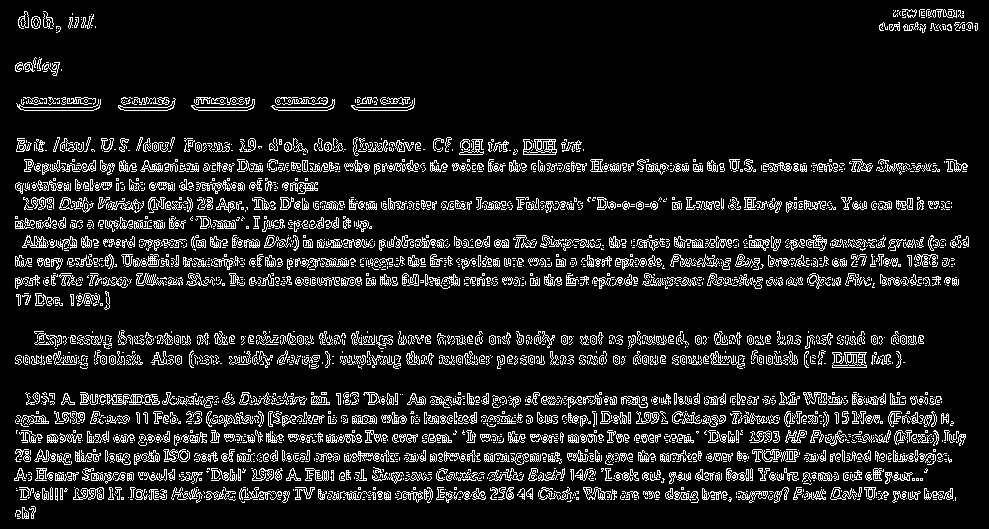 doh, int.
NEW EDITION:
draft entry June 2001
colloq.
PRONUNCIATION SPELLINGS ETYMOLOGY QUOTATIONS DATE CHART
Brit. /dəʊ/, U.S. /doʊ/ Forms: 19- d'oh, doh. [Imitative. Cf. OH int., DUH int.
Popularized by the American actor Dan Castellaneta who provides the voice for the character Homer Simpson in the U.S. cartoon series The Simpsons. The
quotation below is his own description of its origin:
1998 Daily Variety (Nexis) 28 Apr., The D'oh came from character actor James Finlayson's “Do-o-o-o” in Laurel & Hardy pictures. You can tell it was
intended as a euphemism for “Damn”. I just speeded it up.
Although the word appears (in the form D'oh) in numerous publications based on The Simpsons, the scripts themselves simply specify annoyed grunt (as did
the very earliest). Unofficial transcripts of the programme suggest the first spoken use was in a short episode, Punching Bag, broadcast on 27 Nov. 1988 as
part of The Tracey Ullman Show. Its earliest occurrence in the full-length series was in the first episode Simpsons Roasting on an Open Fire, broadcast on
17 Dec. 1989.]
Expressing frustration at the realization that things have turned out badly or not as planned, or that one has just said or done
something foolish. Also (usu. mildly derog.): implying that another person has said or done something foolish (cf. DUH int.).
A. BUCKERIDGE Jennings & Darbishire iii. 183 ‘Doh!’ An anguished gasp of exasperation rang out loud and clear as Mr Wilkins found his voice
again. 1989 11 Feb. 23 (caption) [Speaker is a man who is knocked against a bus stop.] Doh! 1991 Chicago Tribune (Nexis) 15 Nov. (Friday) H,
‘The movie had one good point: It wasn't the worst movie I've ever seen.’ ‘It was the worst movie I've ever seen.’ ‘Doh!’ 1993 HP Professional (Nexis) July
28 Along their long path ISO sort of missed local area networks and network management, which gave the market over to TCP/IP and related technologies.
As Homer Simpson would say: ‘Doh!’ 1996 A. et al. Simpsons Comics strike Back! 14/2 ‘Look out, you darn fool! You're gonna cut off your...’
‘D'oh!!!’ 1998 H. JONES Hollyoaks (Mersey TV transmission script) Episode 256 44 Cindy: What are we doing here, anyway? Paul: Doh! Use your head,
eh?